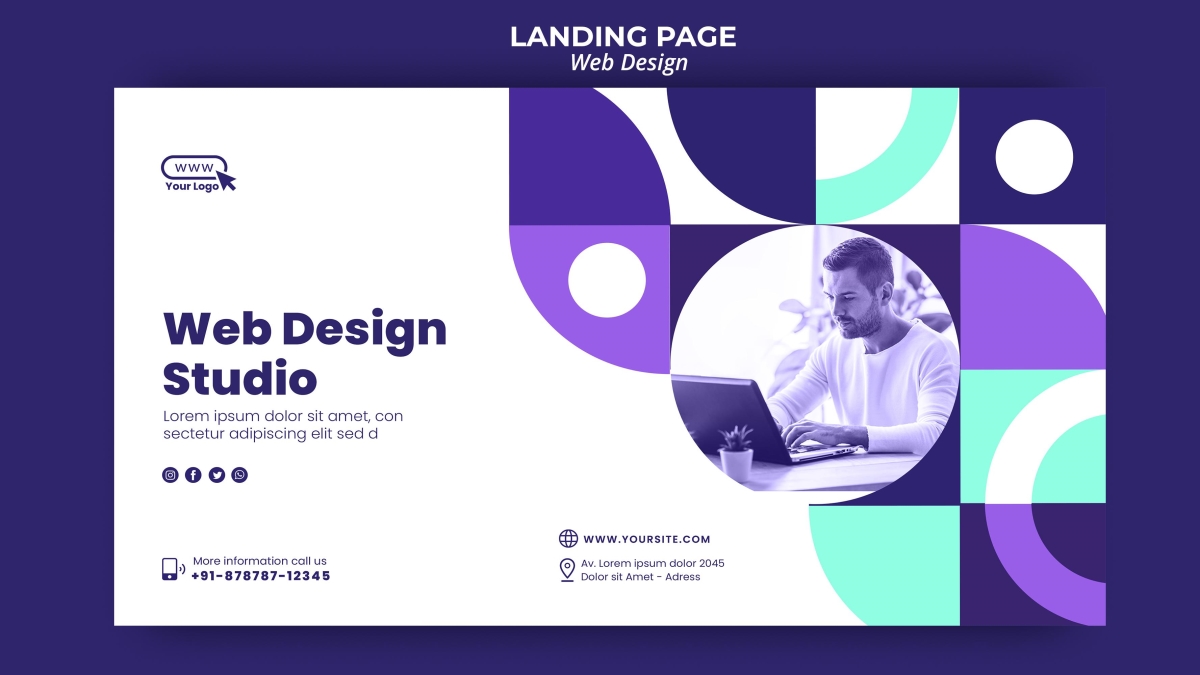 LANDING PAGE
Web Design
www
Your Logo
Web Design
Studio
Lorem ipsum dolor sit amet, con
sectetur adipiscing elit sed d
More information call us
+91-878787-12345
WWW.YOURSITE.COM
Av. Lorem ipsum dolor 2045
Dolor sit Amet - Adress